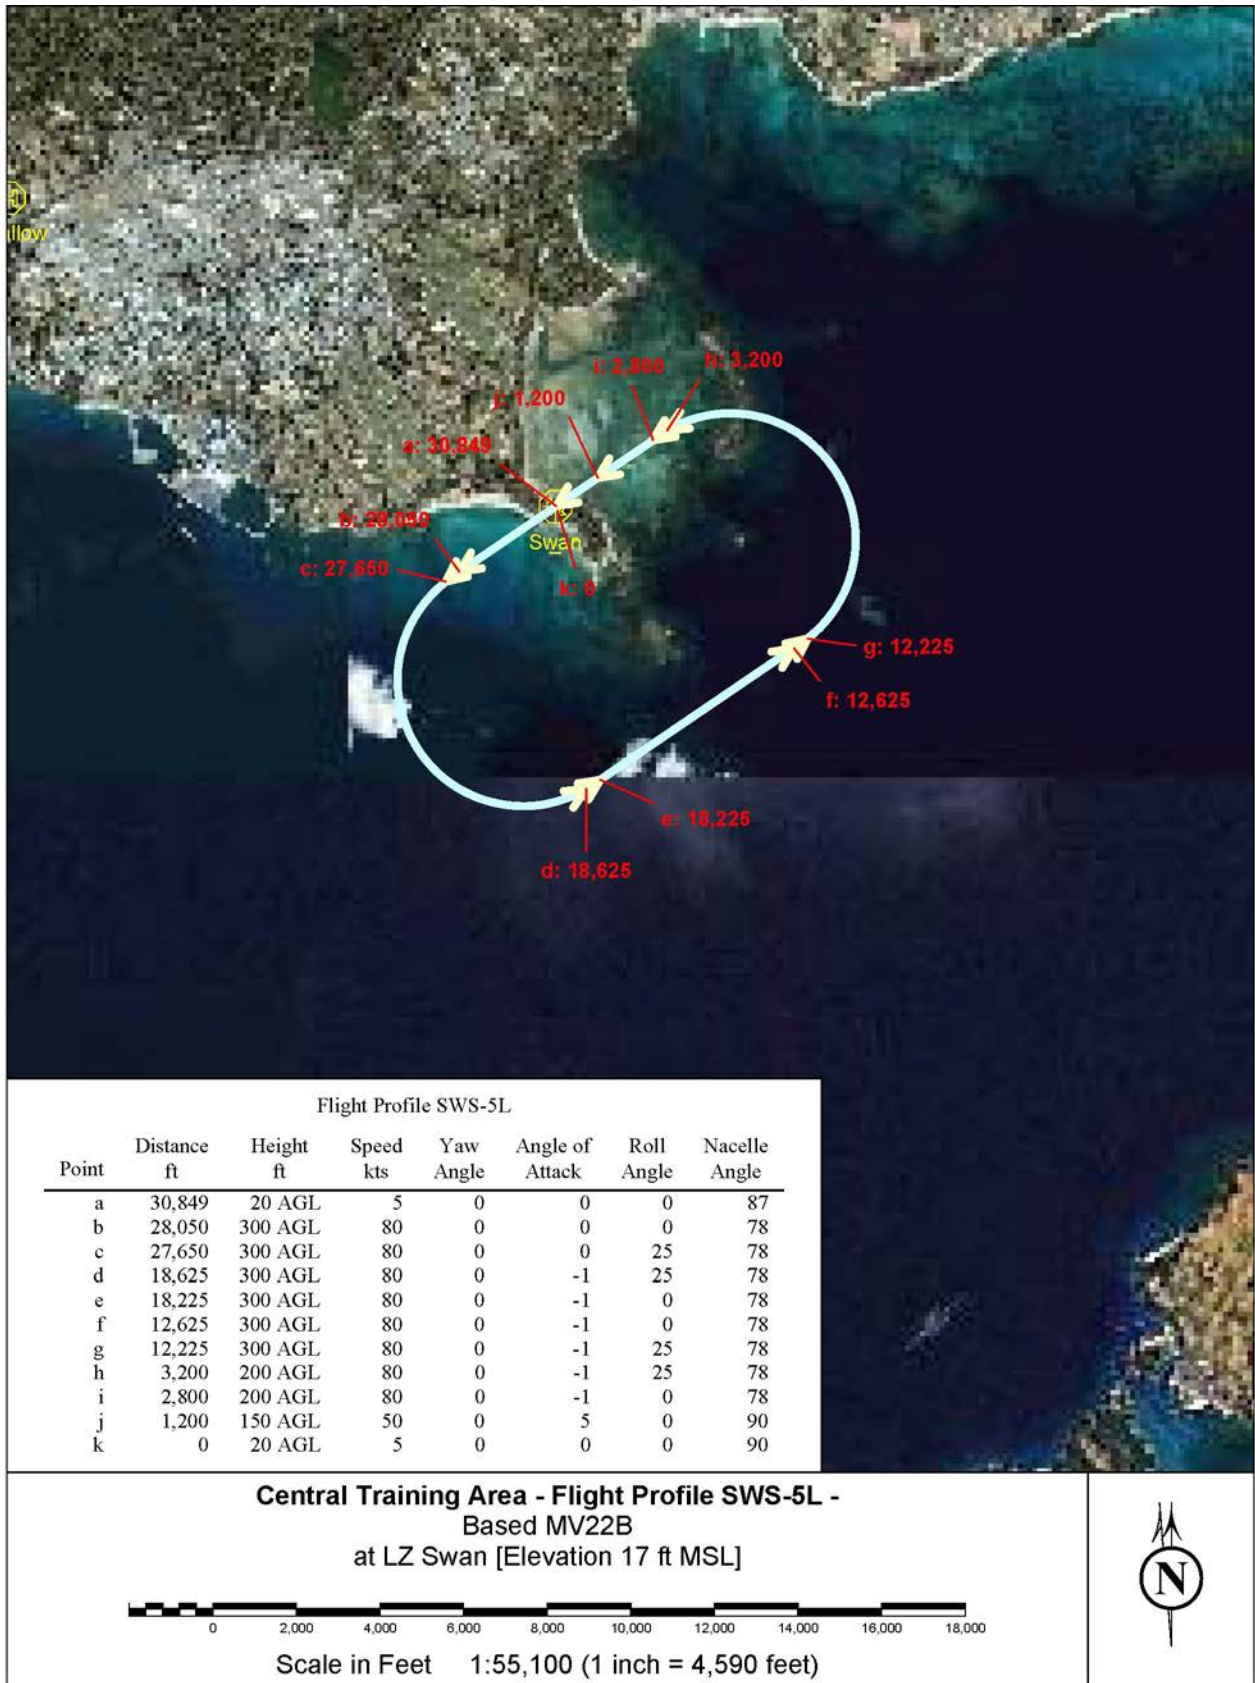 allow
h: 3,200
i: 2,800
j: 1,200
a: 30,849
b: 28,050
Swan
c: 27,650
k: 0
g: 12,225
f: 12,625
e: 18,225
d: 18,625
Flight Profile SWS-5L
Point Distance ft Height ft Speed kts Yaw Angle Angle of Attack Roll Angle Nacelle Angle
a 30,849 20 AGL 5 0 0 0 87
b 28,050 300 AGL 80 0 0 0 78
c 27,650 300 AGL 80 0 0 25 78
d 18,625 300 AGL 80 0 -1 25 78
e 18,225 300 AGL 80 0 -1 0 78
f 12,625 300 AGL 80 0 -1 0 78
g 12,225 300 AGL 80 0 -1 25 78
h 3,200 200 AGL 80 0 -1 25 78
i 2,800 200 AGL 80 0 -1 0 78
j 1,200 150 AGL 50 0 5 0 90
k 0 20 AGL 5 0 0 0 90
Central Training Area - Flight Profile SWS-5L -
Based MV22B
at LZ Swan [Elevation 17 ft MSL]
0 2,000 4,000 6,000 8,000 10,000 12,000 14,000 16,000 18,000
Scale in Feet 1:55,100 (1 inch = 4,590 feet)
N